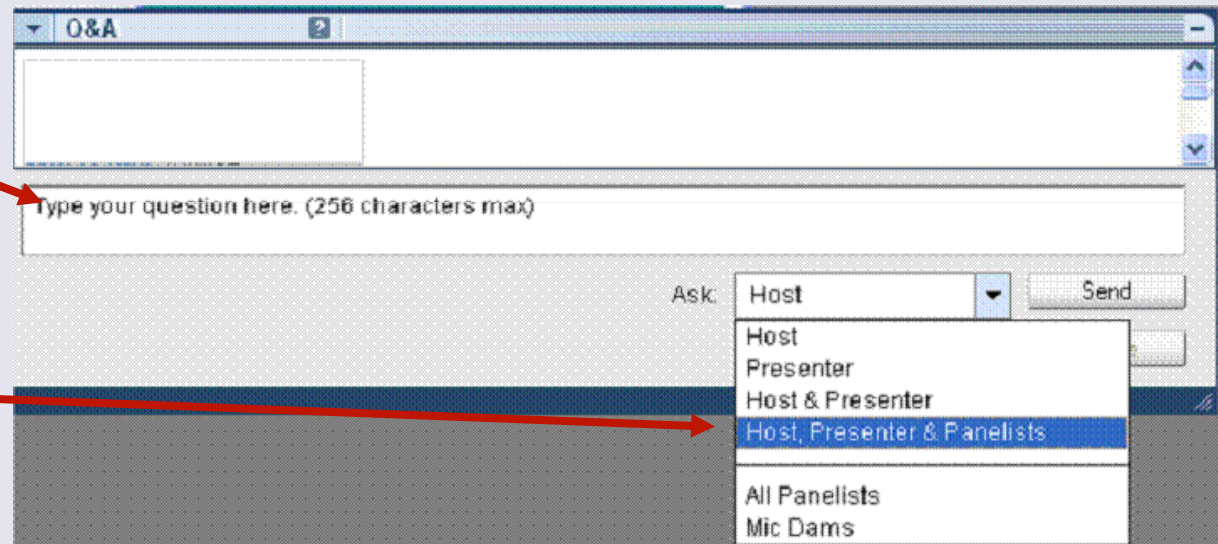 Q&A ?
Type your question here. (256 characters max)
Ask: Host Send
Host
Presenter
Host & Presenter
Host, Presenter & Panelists
All Panelists
Mic Dams